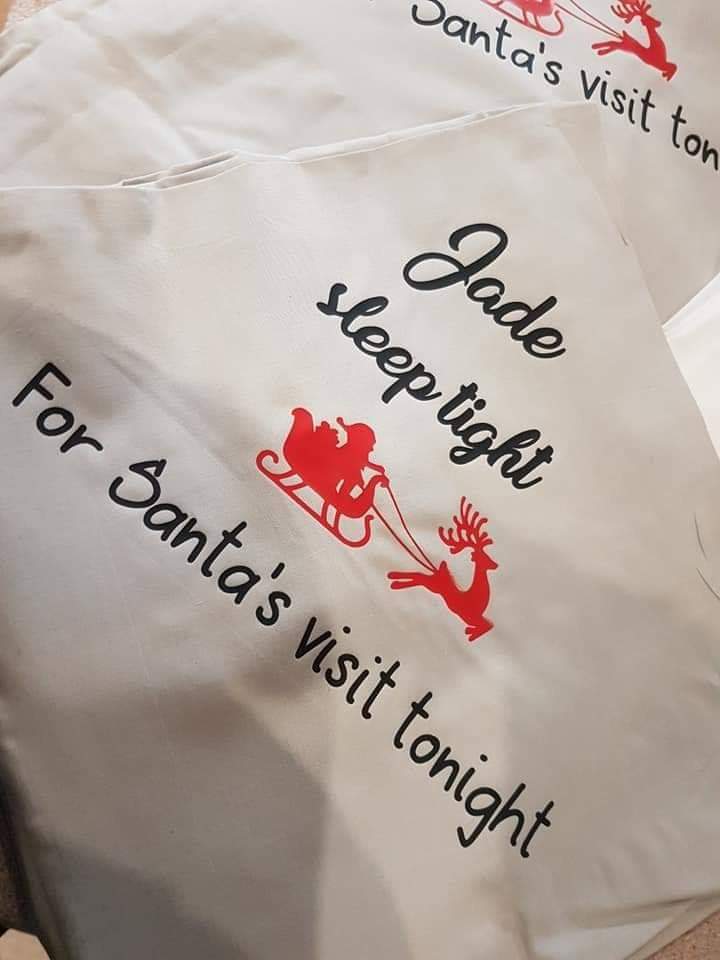 Santa's visit ton
Jade
sleep tight
For Santa's visit tonight